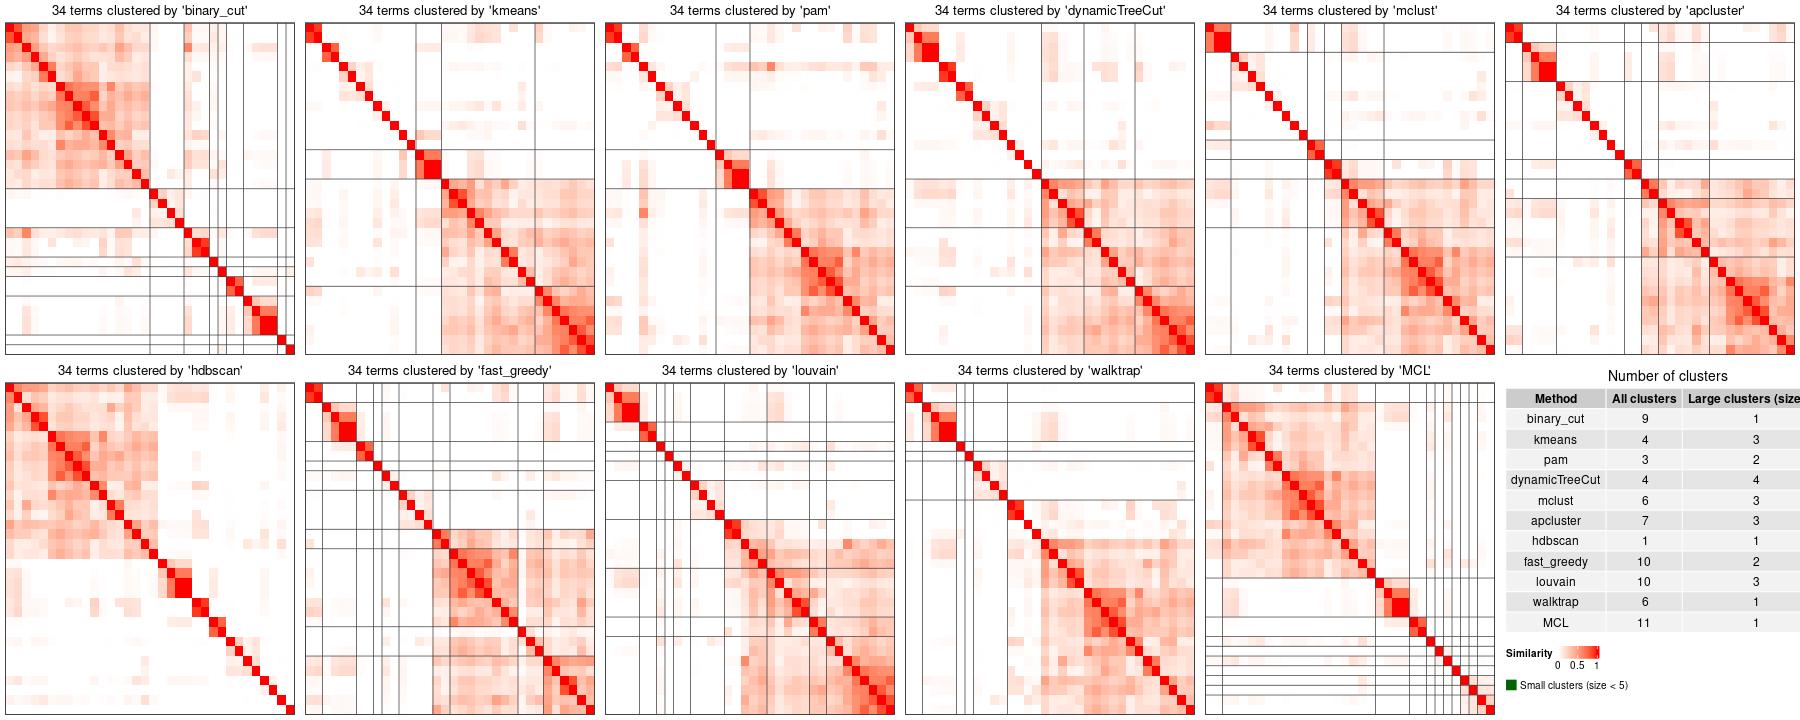 34 terms clustered by 'binary_cut'
34 terms clustered by 'kmeans'
34 terms clustered by 'pam'
34 terms clustered by 'dynamicTreeCut'
34 terms clustered by 'mclust'
34 terms clustered by 'apcluster'
34 terms clustered by 'hdbscan'
34 terms clustered by 'fast_greedy'
34 terms clustered by 'louvain'
34 terms clustered by 'walktrap'
34 terms clustered by 'MCL'
Number of clusters
Method All clusters Large clusters (size
binary_cut 9 1
kmeans 4 3
pam 3 2
dynamicTreeCut 4 4
mclust 6 3
apcluster 7 3
hdbscan 1 1
fast_greedy 10 2
louvain 10 3
walktrap 6 1
MCL 11 1
Similarity
0 0.5 1
Small clusters (size < 5)